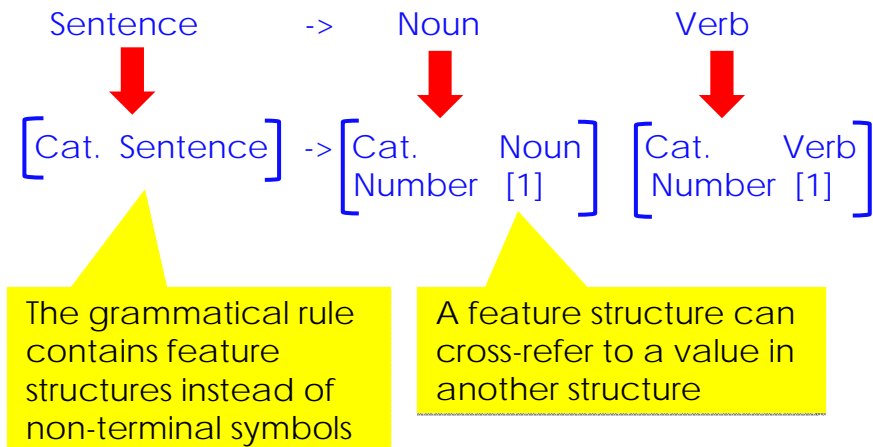 Sentence -> Noun Verb
[Cat. Sentence] -> [Cat. Noun] [Cat. Verb]
Number [1] Number [1]
The grammatical rule
contains feature
structures instead of
non-terminal symbols
A feature structure can
cross-refer to a value in
another structure